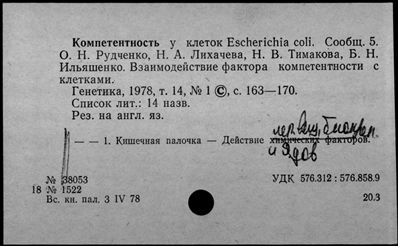 Компетентность у клеток Escherichia coli. Сообщ. 5.
О. Н. Рудченко, Н. А. Лихачева, Н. В. Тимакова, Б. Н.
Ильяшенко. Взаимодействие фактора компетентности с
клетками.
Генетика, 1978, т. 14, № 1 ©, с. 163—170.
Список лит.: 14 назв.
Рез. на англ. яз.
— — 1. Кишечная палочка — Действие химических факторов.
и ядов
№ 38053
18 № 1522
Вс. кн. пал. 3 IV 78
УДК 576.312 : 576.858.9
20.3